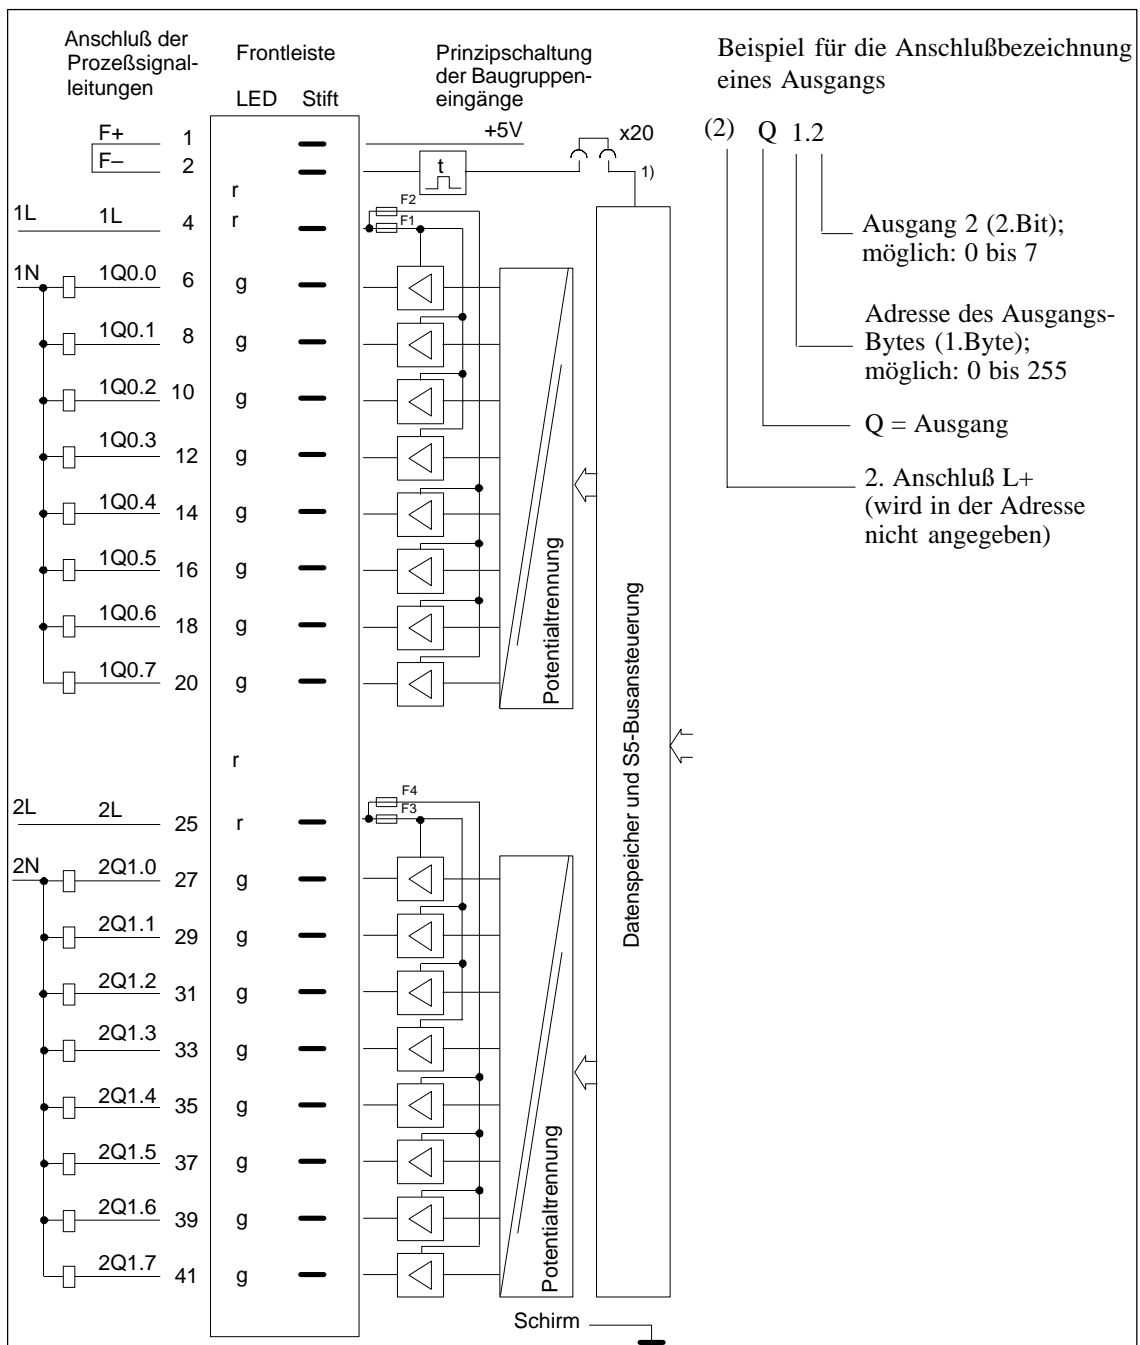 Anschluß der
Prozeßsignal-
leitungen
Frontleiste
LED Stift
Prinzipschaltung
der Baugruppen-
eingänge
Beispiel für die Anschlußbezeichnung
eines Ausgangs
F+ 1 +5V x20
F– 2 t 1)
r
F2
1L 1L 4 r F1
1N 1Q0.0 6 g
1Q0.1 8 g
1Q0.2 10 g
1Q0.3 12 g
1Q0.4 14 g
1Q0.5 16 g
1Q0.6 18 g
1Q0.7 20 g
Potentialtrennung
r
F4
2L 2L 25 r F3
2N 2Q1.0 27 g
2Q1.1 29 g
2Q1.2 31 g
2Q1.3 33 g
2Q1.4 35 g
2Q1.5 37 g
2Q1.6 39 g
2Q1.7 41 g
Potentialtrennung
Datenspeicher und S5-Busansteuerung
Schirm
(2) Q 1.2
Ausgang 2 (2.Bit);
möglich: 0 bis 7
Adresse des Ausgangs-
Bytes (1.Byte);
möglich: 0 bis 255
Q = Ausgang
2. Anschluß L+
(wird in der Adresse
nicht angegeben)